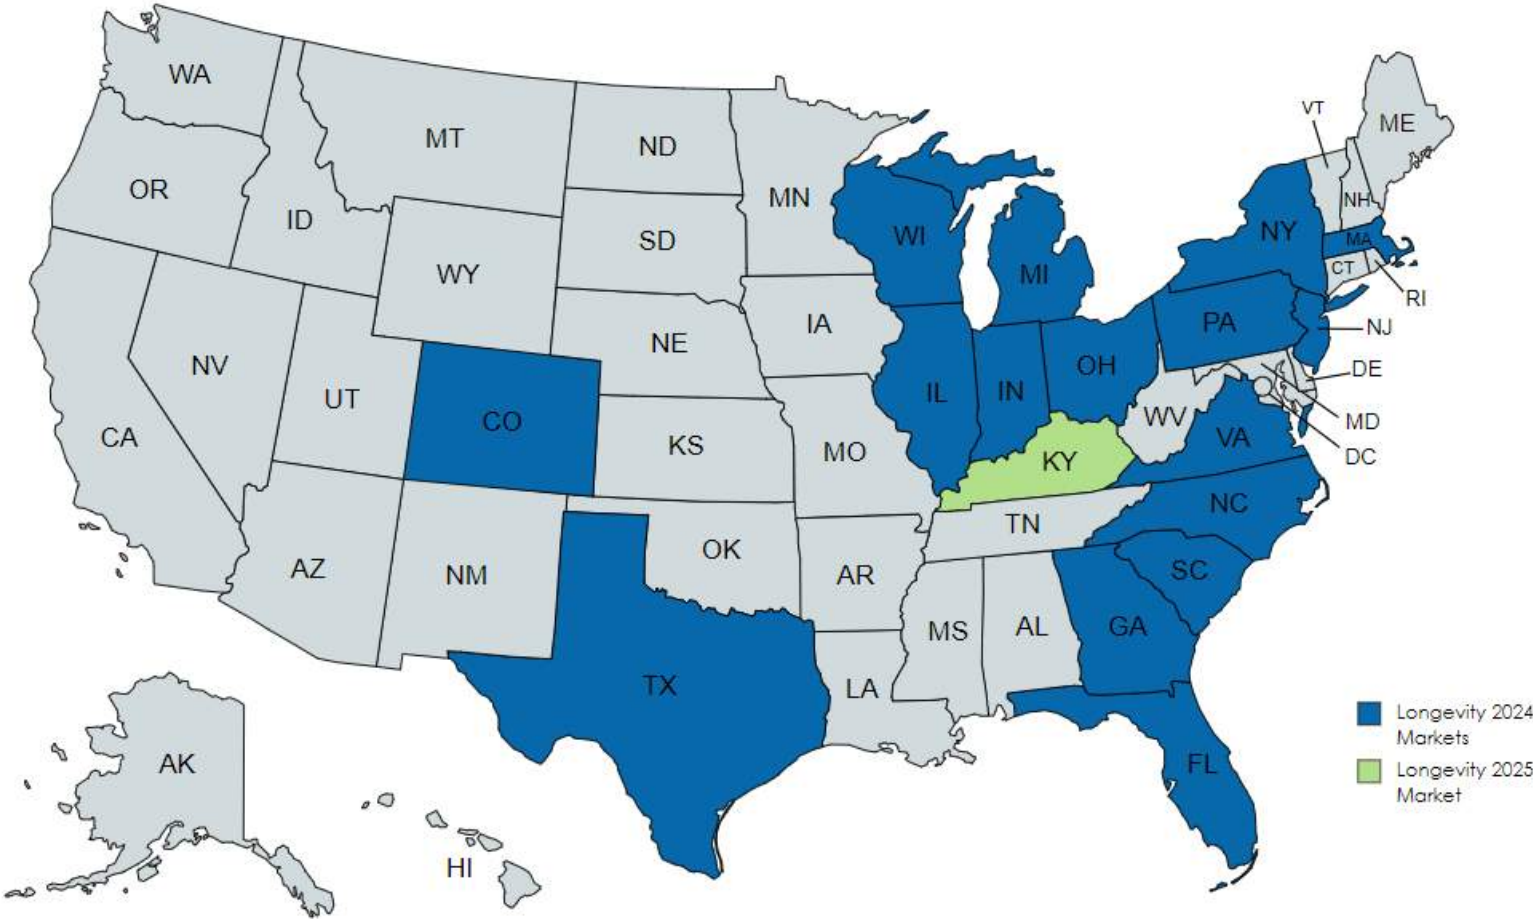 WA
MT
ND
MN
VT
ME
OR
ID
SD
WI
NY
NH
MA
WY
MI
CT
RI
IA
PA
NJ
NV
NE
OH
DE
UT
CO
IL
IN
WV
MD
CA
KS
MO
KY
VA
DC
NC
TN
AZ
NM
OK
AR
SC
MS
AL
GA
TX
LA
AK
HI
FL
Longevity 2024
Markets
Longevity 2025
Market